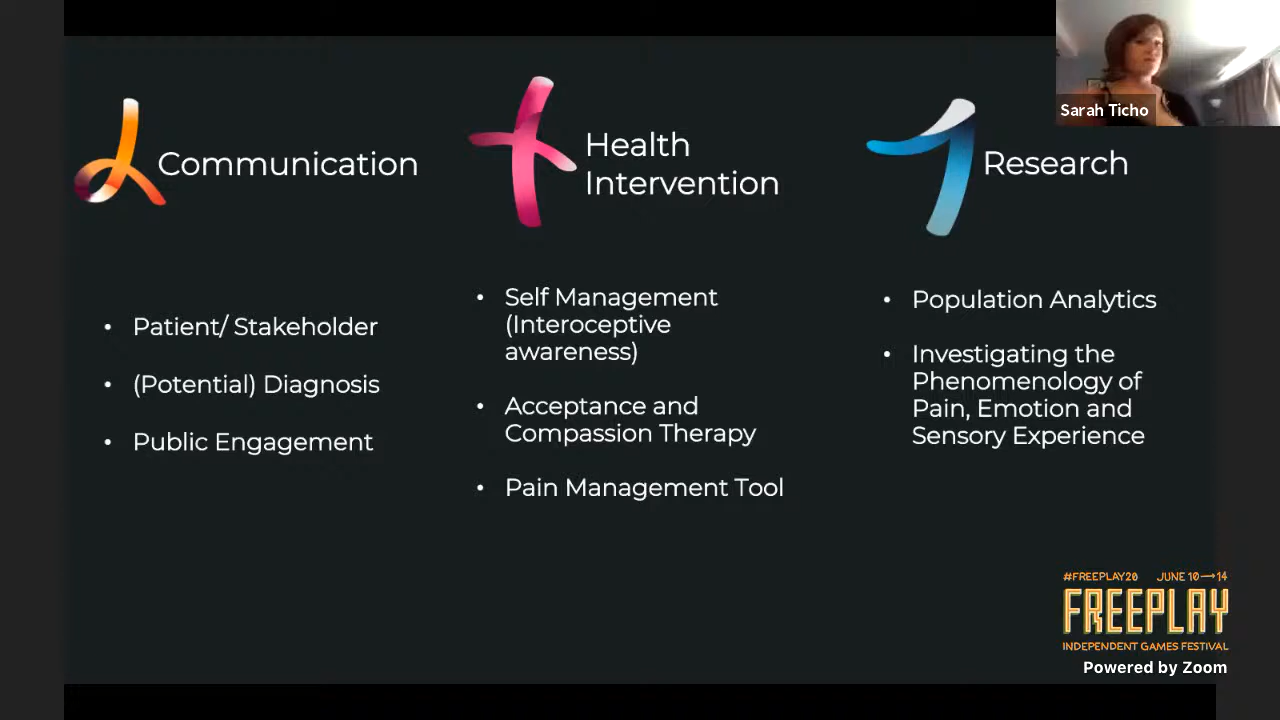 Sarah Ticho
Communication
• Patient/ Stakeholder
• (Potential) Diagnosis
• Public Engagement
Health
Intervention
• Self Management
(Interoceptive
awareness)
• Acceptance and
Compassion Therapy
• Pain Management Tool
Research
• Population Analytics
• Investigating the
Phenomenology of
Pain, Emotion and
Sensory Experience
#FREEPLAY20 JUNE 10→14
FREEPLAY
INDEPENDENT GAMES FESTIVAL
Powered by Zoom